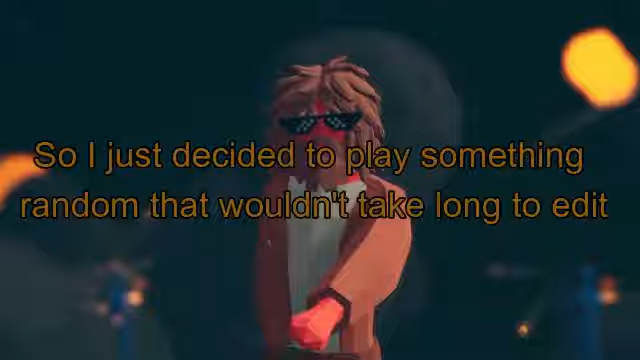 So I just decided to play something
random that wouldn't take long to edit